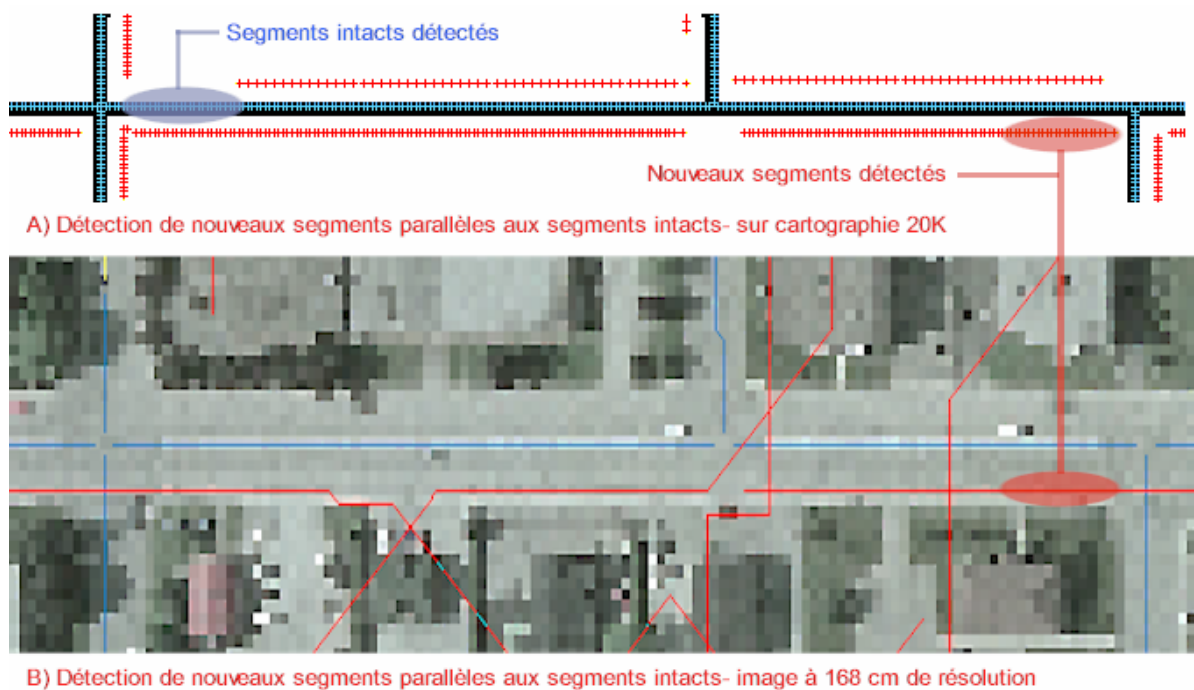 Segments intacts détectés
Nouveaux segments détectés
A) Détection de nouveaux segments parallèles aux segments intacts- sur cartographie 20K
B) Détection de nouveaux segments parallèles aux segments intacts- image à 168 cm de résolution